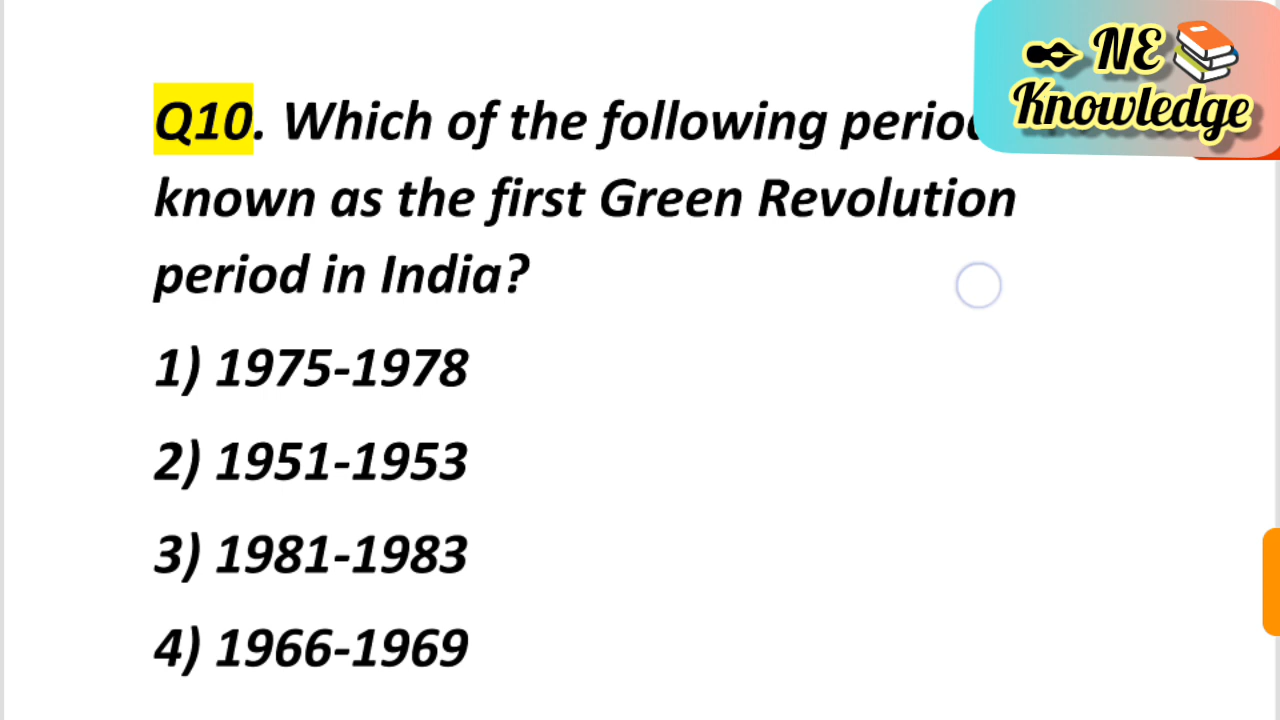 NE
Knowledge
Q10. Which of the following
known as the first Green Revolution
period in India?
1) 1975-1978
2) 1951-1953
3) 1981-1983
4) 1966-1969